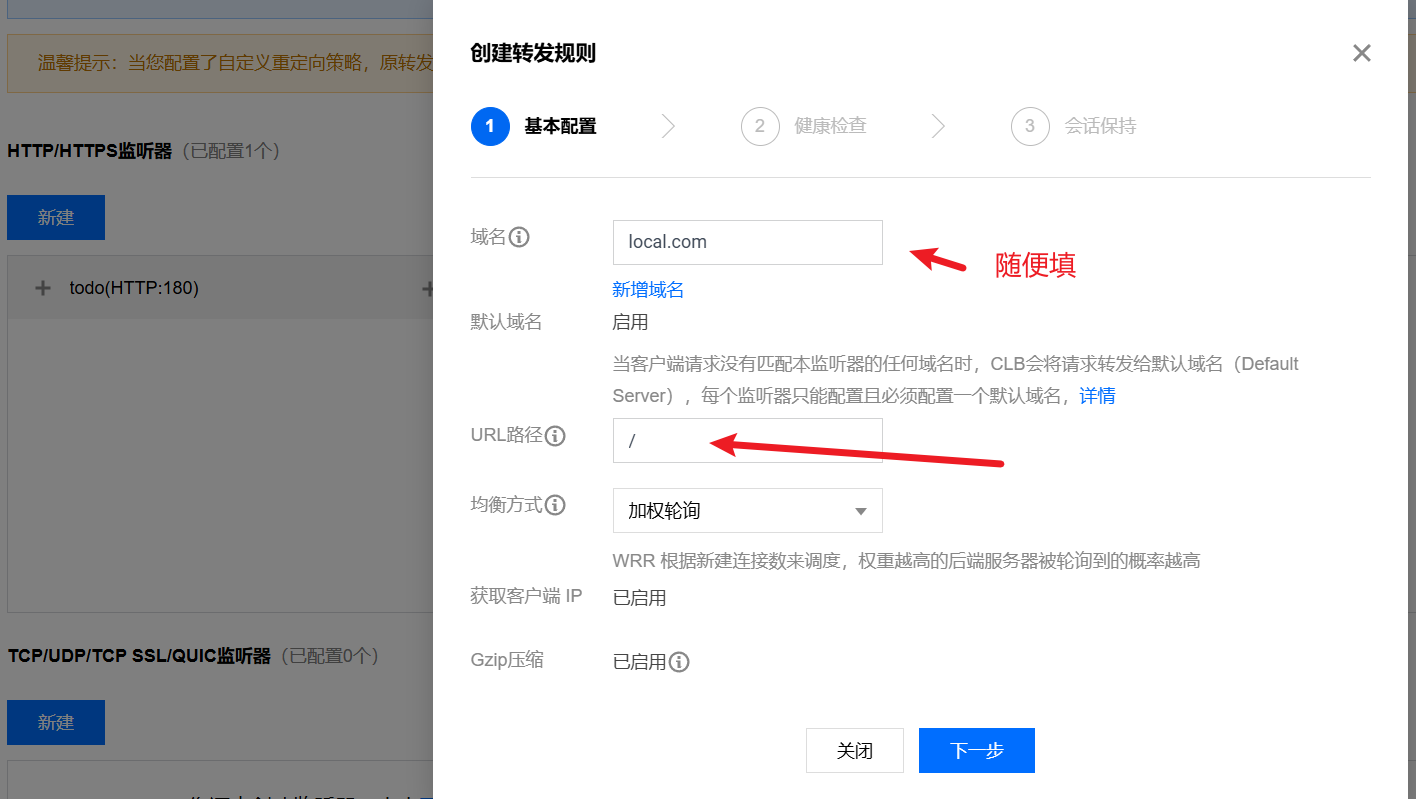 创建转发规则
温馨提示：当您配置了自定义重定向策略，原转发
1 基本配置 2 健康检查 3 会话保持
HTTP/HTTPS监听器（已配置1个）
新建
todo(HTTP:180)
域名 local.com
随便填
新增域名
默认域名 启用
当客户端请求没有匹配本监听器的任何域名时，CLB会将请求转发给默认域名（Default
Server），每个监听器只能配置且必须配置一个默认域名，详情
URL路径 /
均衡方式 加权轮询
WRR 根据新建连接数来调度，权重越高的后端服务器被轮询到的概率越高
获取客户端 IP 已启用
TCP/UDP/TCP SSL/QUIC监听器（已配置0个）
Gzip压缩 已启用
新建
关闭 下一步